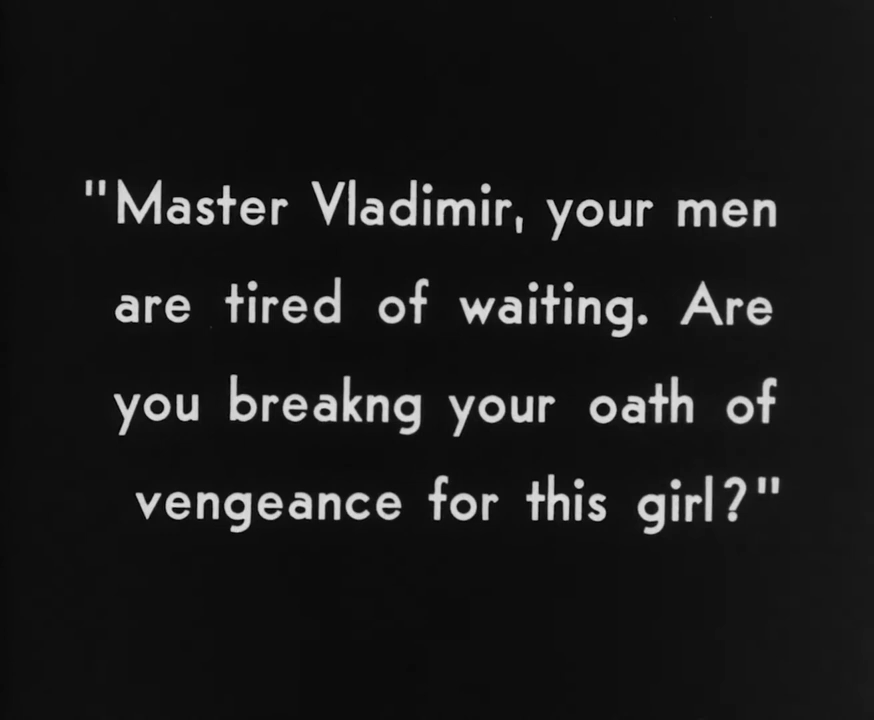 "Master Vladimir, your men
are tired of waiting. Are
you breakng your oath of
vengeance for this girl?"